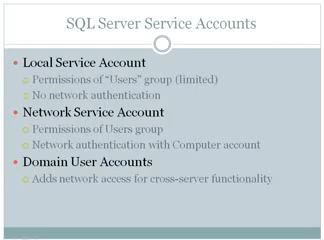 SQL Server Service Accounts
Local Service Account
Permissions of “Users” group (limited)
No network authentication
Network Service Account
Permissions of Users group
Network authentication with Computer account
Domain User Accounts
Adds network access for cross-server functionality